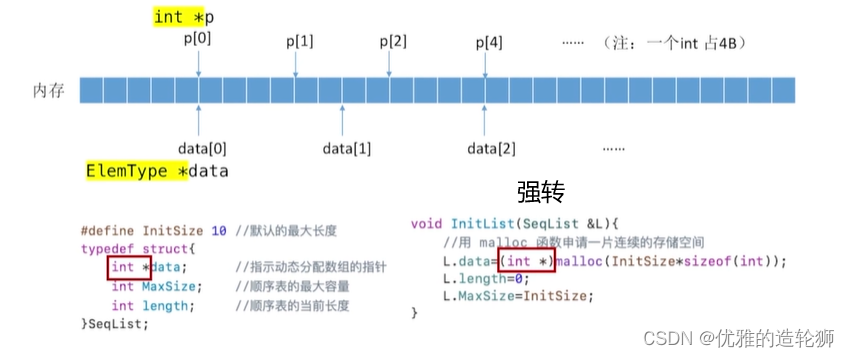 int *p
p[0] p[1] p[2] p[4] …… （注：一个int 占4B）
内存
data[0] data[1] data[2] ……
ElemType *data
强转
#define InitSize 10 //默认的最大长度
typedef struct{
int *data; //指示动态分配数组的指针
int MaxSize; //顺序表的最大容量
int length; //顺序表的当前长度
}SeqList;
void InitList(SeqList &L){
//用 malloc 函数申请一片连续的存储空间
L.data=(int *)malloc(InitSize*sizeof(int));
L.length=0;
L.MaxSize=InitSize;
}
CSDN @优雅的造轮狮